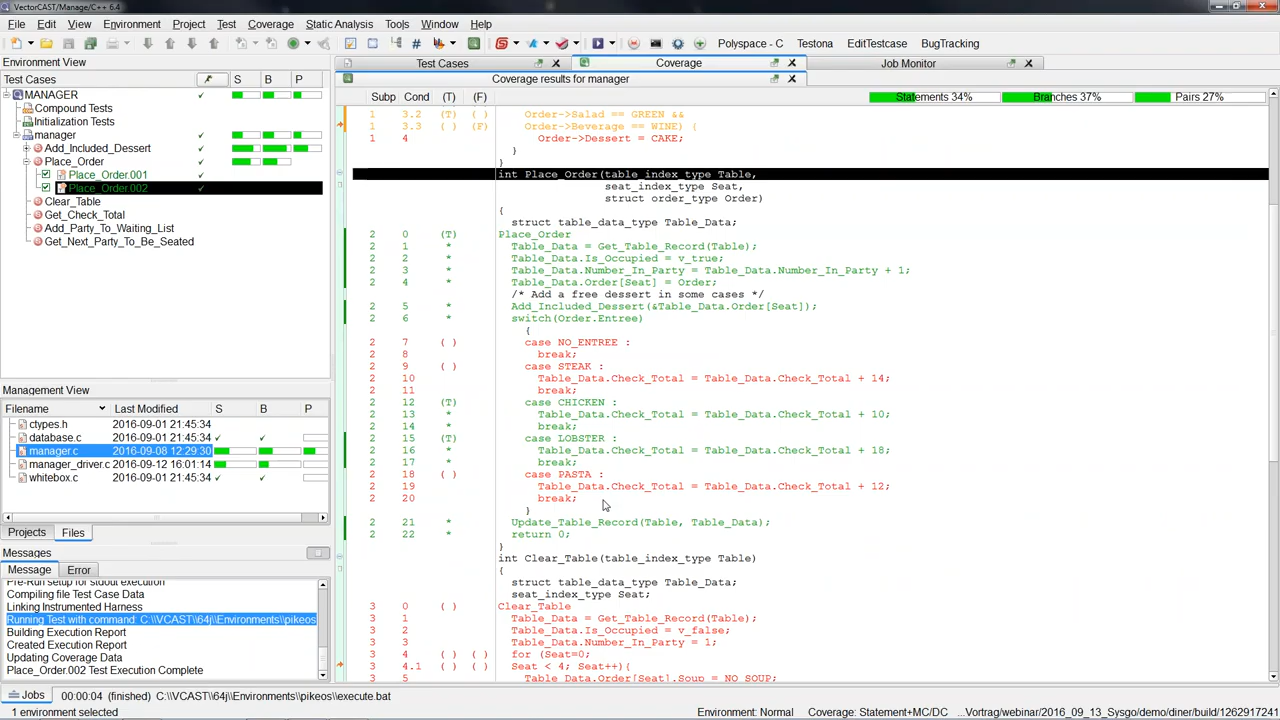 VectorCAST/Manage/C++ 6.4
File Edit View Environment Project Test Coverage Static Analysis Tools Window Help
Polyspace - C Testona EditTestcase BugTracking
Environment View
Test Cases S B P
MANAGER
Compound Tests
Initialization Tests
manager
Add_Included_Dessert
Place_Order
Place_Order.001
Place_Order.002
Clear_Table
Get_Check_Total
Add_Party_To_Waiting_List
Get_Next_Party_To_Be_Seated
Management View
Filename Last Modified S B P
ctypes.h 2016-09-01 21:45:34
database.c 2016-09-01 21:45:34
manager.c 2016-09-08 12:29:30
manager_driver.c 2016-09-12 16:01:14
whitebox.c 2016-09-01 21:45:34
Projects Files
Messages
Message Error
Pre-Run setup for stdout execution
Compiling file Test Case Data
Linking Instrumented Harness
Running Test with command: C:\\VCAST\\64j\\Environments\\pikeos
Building Execution Report
Created Execution Report
Updating Coverage Data
Place_Order.002 Test Execution Complete
Test Cases Coverage Job Monitor
Coverage results for manager
Subp Cond (T) (F) Statements 34% Branches 37% Pairs 27%
1 3.2 (T) ( ) Order->Salad == GREEN &&
1 3.3 ( ) (F) Order->Beverage == WINE) {
1 4 Order->Dessert = CAKE;
}
}
int Place_Order(table_index_type Table,
seat_index_type Seat,
struct order_type Order)
{
struct table_data_type Table_Data;
2 0 (T) Place_Order
2 1 * Table_Data = Get_Table_Record(Table);
2 2 * Table_Data.Is_Occupied = v_true;
2 3 * Table_Data.Number_In_Party = Table_Data.Number_In_Party + 1;
2 4 * Table_Data.Order[Seat] = Order;
/* Add a free dessert in some cases */
2 5 * Add_Included_Dessert(&Table_Data.Order[Seat]);
2 6 * switch(Order.Entree)
{
2 7 ( ) case NO_ENTREE :
2 8 break;
2 9 ( ) case STEAK :
2 10 Table_Data.Check_Total = Table_Data.Check_Total + 14;
2 11 break;
2 12 (T) case CHICKEN :
2 13 * Table_Data.Check_Total = Table_Data.Check_Total + 10;
2 14 * break;
2 15 (T) case LOBSTER :
2 16 * Table_Data.Check_Total = Table_Data.Check_Total + 18;
2 17 * break;
2 18 ( ) case PASTA :
2 19 Table_Data.Check_Total = Table_Data.Check_Total + 12;
2 20 break;
}
2 21 * Update_Table_Record(Table, Table_Data);
2 22 * return 0;
}
int Clear_Table(table_index_type Table)
{
struct table_data_type Table_Data;
seat_index_type Seat;
3 0 ( ) Clear_Table
3 1 Table_Data = Get_Table_Record(Table);
3 2 Table_Data.Is_Occupied = v_false;
3 3 Table_Data.Number_In_Party = 1;
3 4 ( ) ( ) for (Seat=0;
3 4.1 ( ) ( ) Seat < 4; Seat++){
3 5 Table_Data.Order[Seat].Soup = NO_SOUP;
Jobs 00:00:04 (finished) C:\\VCAST\\64j\\Environments\\pikeos\\execute.bat
1 environment selected Environment: Normal Coverage: Statement+MC/DC ...Vortrag/webinar/2016_09_13_Sysgo/demo/diner/build/1262917241